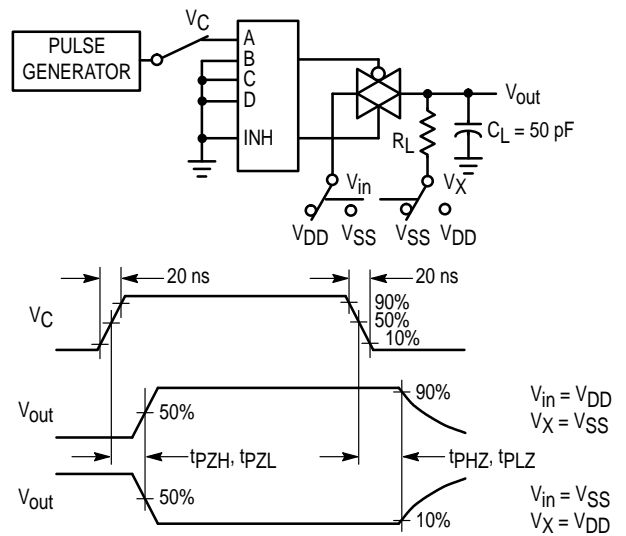 PULSE
GENERATOR
VC
A
B
C
D
INH
Vout
RL
CL = 50 pF
Vin
VX
VDD
VSS
VSS
VDD
20 ns
20 ns
VC
90%
50%
10%
Vout
50%
90%
Vin = VDD
VX = VSS
tPZH, tPZL
tPHZ, tPLZ
Vout
50%
10%
Vin = VSS
VX = VDD